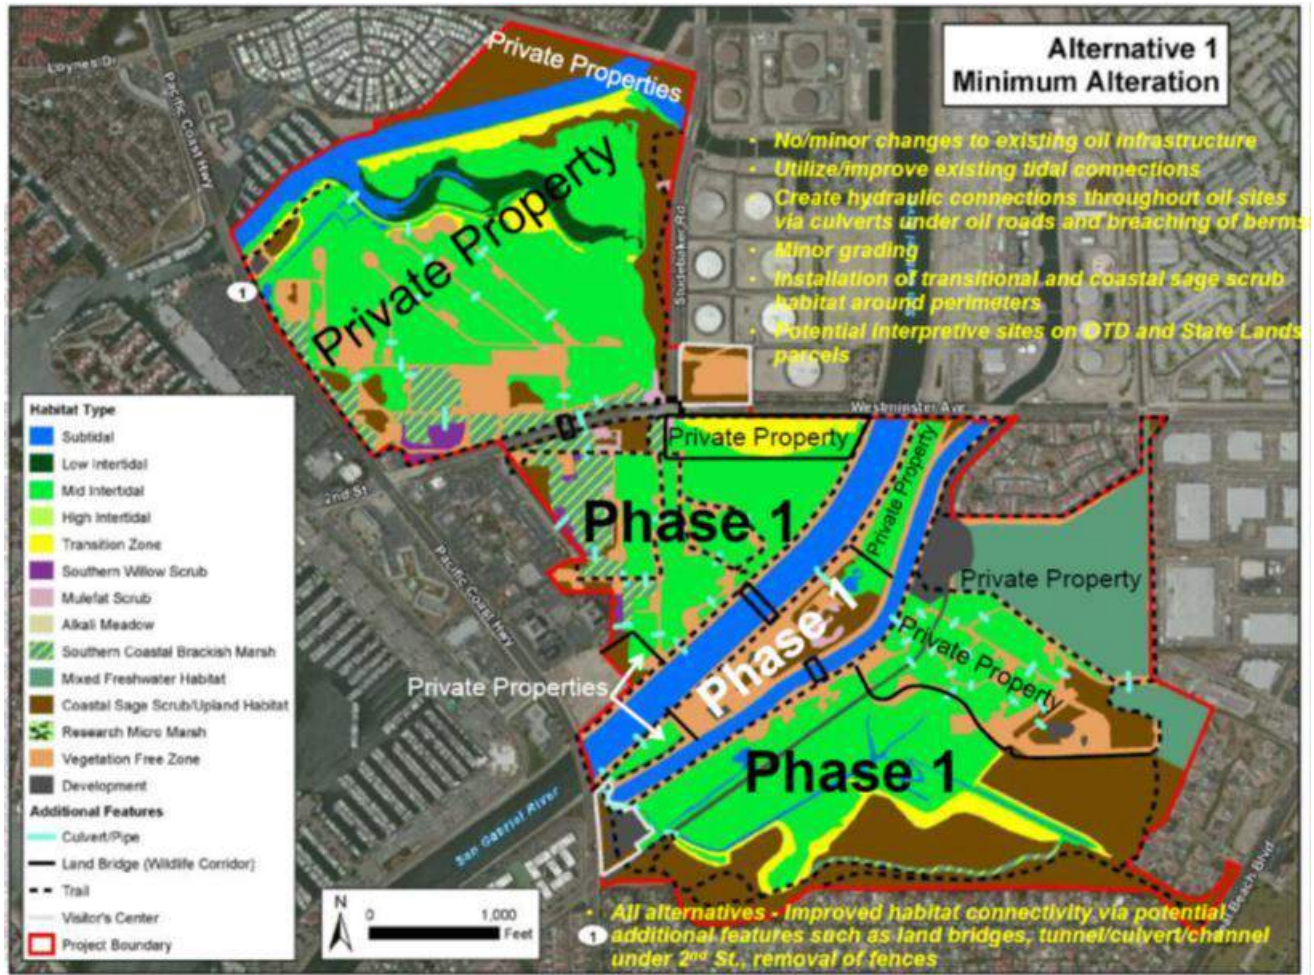 Alternative 1
Minimum Alteration
Private Properties
Loynes Dr
Pacific Coast Hwy
• No/minor changes to existing oil infrastructure
• Utilize/improve existing tidal connections
• Create hydraulic connections throughout oil sites
via culverts under oil roads and breaching of berms
• Minor grading
• Installation of transitional and coastal sage scrub
habitat around perimeters
• Potential interpretive sites on OTD and State Lands
parcels
Private Property
Studebaker Rd
1
Westminster Ave
Private Property
Private Property
2nd St
Phase 1
Pacific Coast Hwy
Private Property
Phase 1
Private Property
Private Properties
Phase 1
San Gabriel River
Beach Blvd
Habitat Type
Subtidal
Low Intertidal
Mid Intertidal
High Intertidal
Transition Zone
Southern Willow Scrub
Mulefat Scrub
Alkali Meadow
Southern Coastal Brackish Marsh
Mixed Freshwater Habitat
Coastal Sage Scrub/Upland Habitat
Research Micro Marsh
Vegetation Free Zone
Development
Additional Features
Culvert/Pipe
Land Bridge (Wildlife Corridor)
Trail
Visitor's Center
Project Boundary
N
0 1,000
Feet
• All alternatives - Improved habitat connectivity via potential
1 additional features such as land bridges, tunnel/culvert/channel
under 2nd St., removal of fences